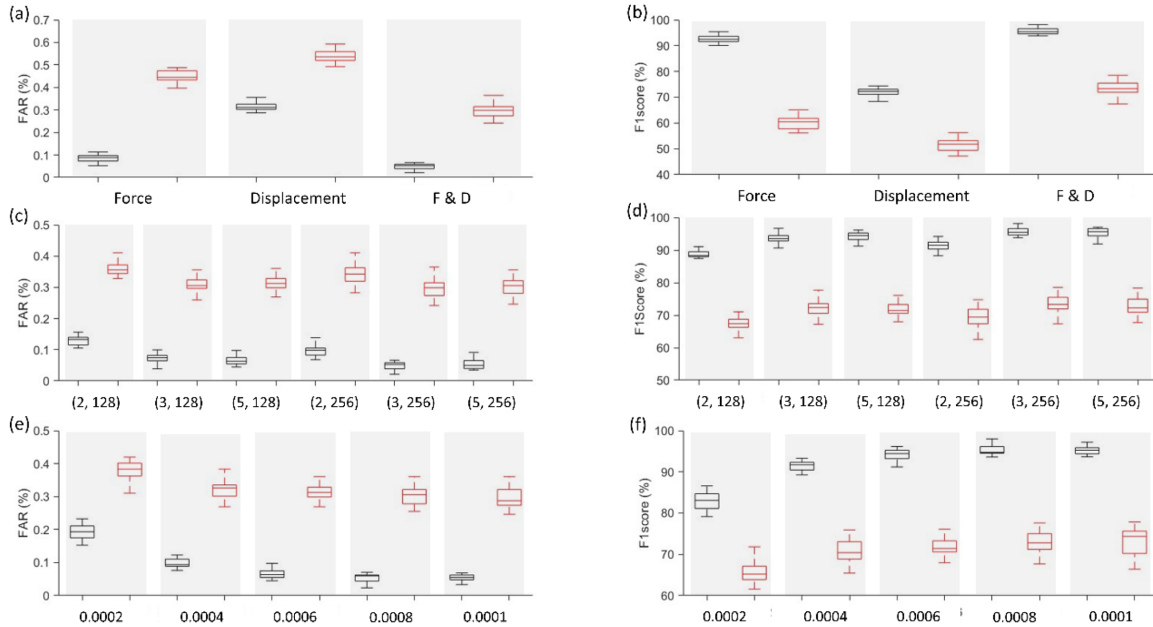 (a)
FAR (%)
0.7
0.6
0.5
0.4
0.3
0.2
0.1
0
Force Displacement F & D
(b)
F1score (%)
100
90
80
70
60
50
40
Force Displacement F & D
(c)
FAR (%)
0.5
0.4
0.3
0.2
0.1
0
(2, 128) (3, 128) (5, 128) (2, 256) (3, 256) (5, 256)
(d)
F1Score (%)
100
90
80
70
60
50
(2, 128) (3, 128) (5, 128) (2, 256) (3, 256) (5, 256)
(e)
FAR (%)
0.5
0.4
0.3
0.2
0.1
0
0.0002 0.0004 0.0006 0.0008 0.0001
(f)
F1score (%)
100
90
80
70
60
0.0002 0.0004 0.0006 0.0008 0.0001